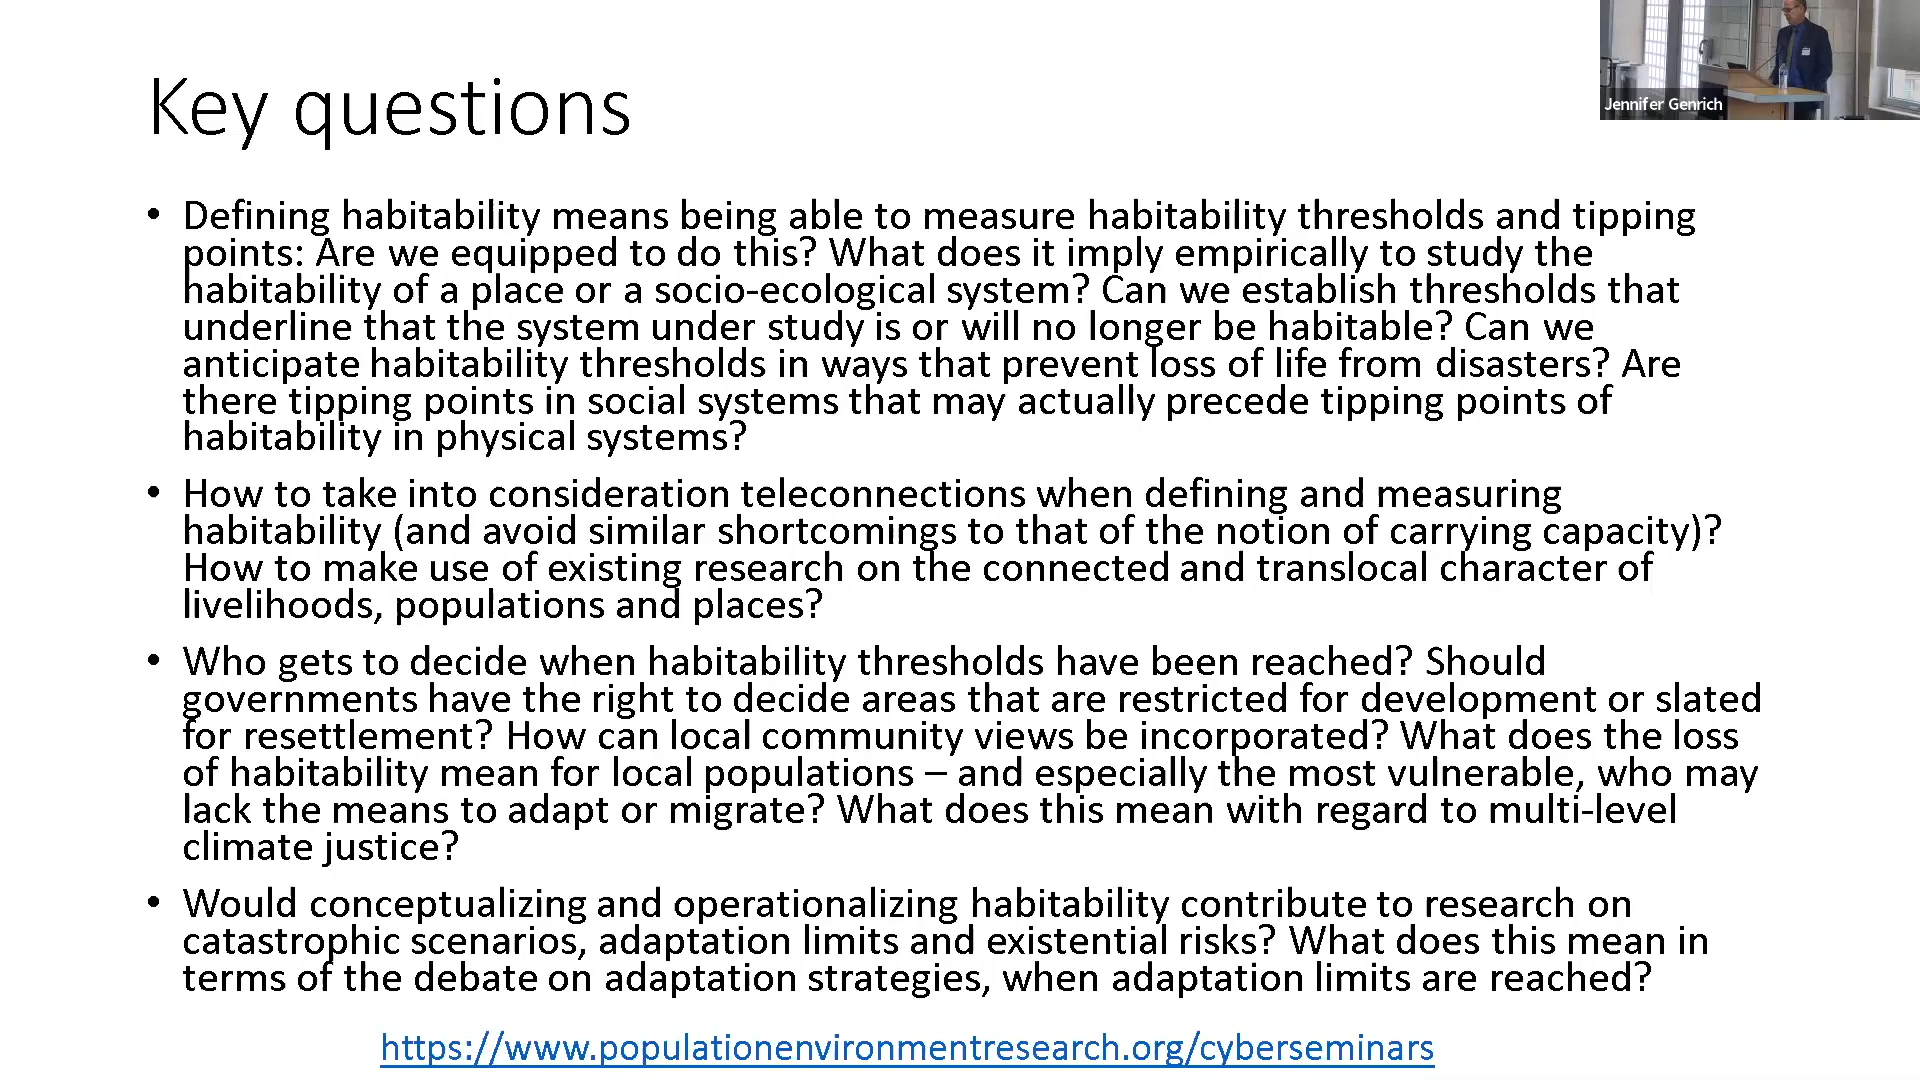 Key questions
Jennifer Genrich
• Defining habitability means being able to measure habitability thresholds and tipping
points: Are we equipped to do this? What does it imply empirically to study the
habitability of a place or a socio-ecological system? Can we establish thresholds that
underline that the system under study is or will no longer be habitable? Can we
anticipate habitability thresholds in ways that prevent loss of life from disasters? Are
there tipping points in social systems that may actually precede tipping points of
habitability in physical systems?
• How to take into consideration teleconnections when defining and measuring
habitability (and avoid similar shortcomings to that of the notion of carrying capacity)?
How to make use of existing research on the connected and translocal character of
livelihoods, populations and places?
• Who gets to decide when habitability thresholds have been reached? Should
governments have the right to decide areas that are restricted for development or slated
for resettlement? How can local community views be incorporated? What does the loss
of habitability mean for local populations – and especially the most vulnerable, who may
lack the means to adapt or migrate? What does this mean with regard to multi-level
climate justice?
• Would conceptualizing and operationalizing habitability contribute to research on
catastrophic scenarios, adaptation limits and existential risks? What does this mean in
terms of the debate on adaptation strategies, when adaptation limits are reached?
https://www.populationenvironmentresearch.org/cyberseminars